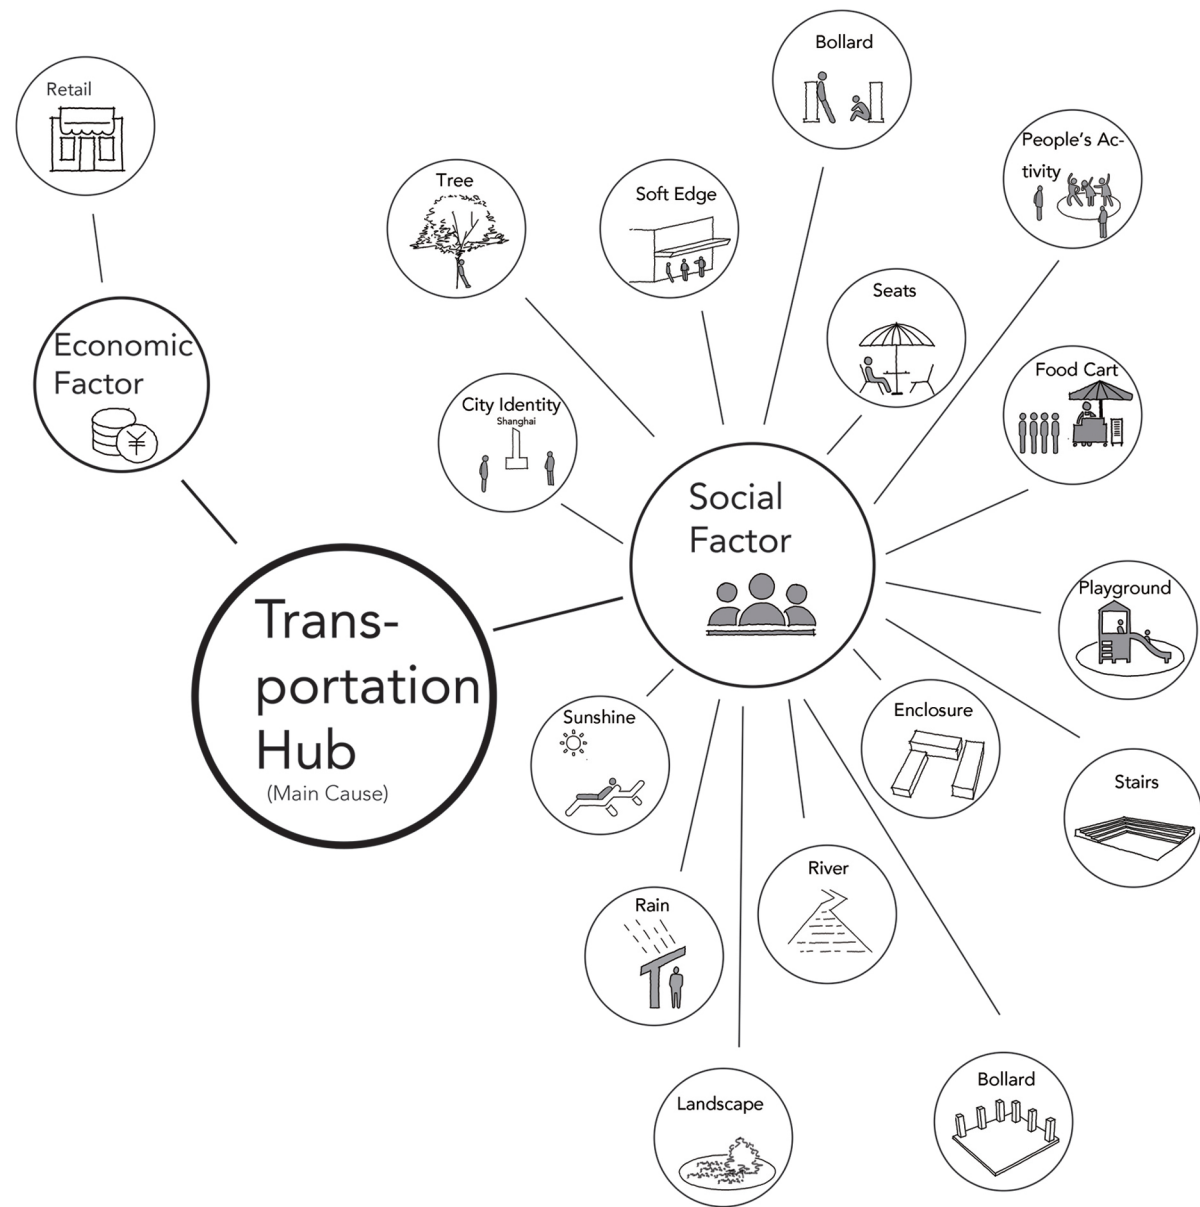 Bollard
Retail
People's Ac-
tivity
Tree
Soft Edge
Seats
Economic
Factor
¥
Food Cart
City Identity
Shanghai
Social
Factor
Playground
Trans-
portation
Hub
(Main Cause)
Sunshine
Enclosure
Stairs
River
Rain
Bollard
Landscape